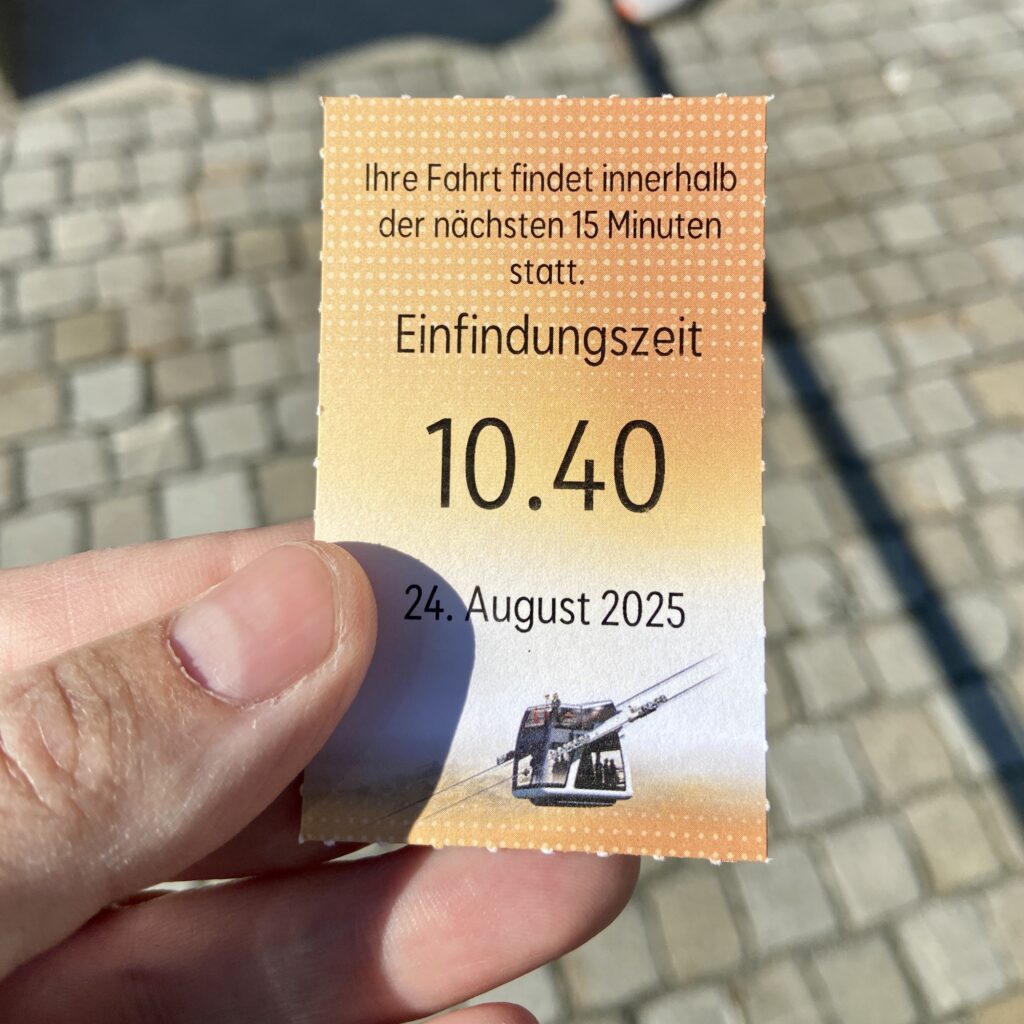 Ihre Fahrt findet innerhalb
der nächsten 15 Minuten
statt.
Einfindungszeit
10.40
24. August 2025